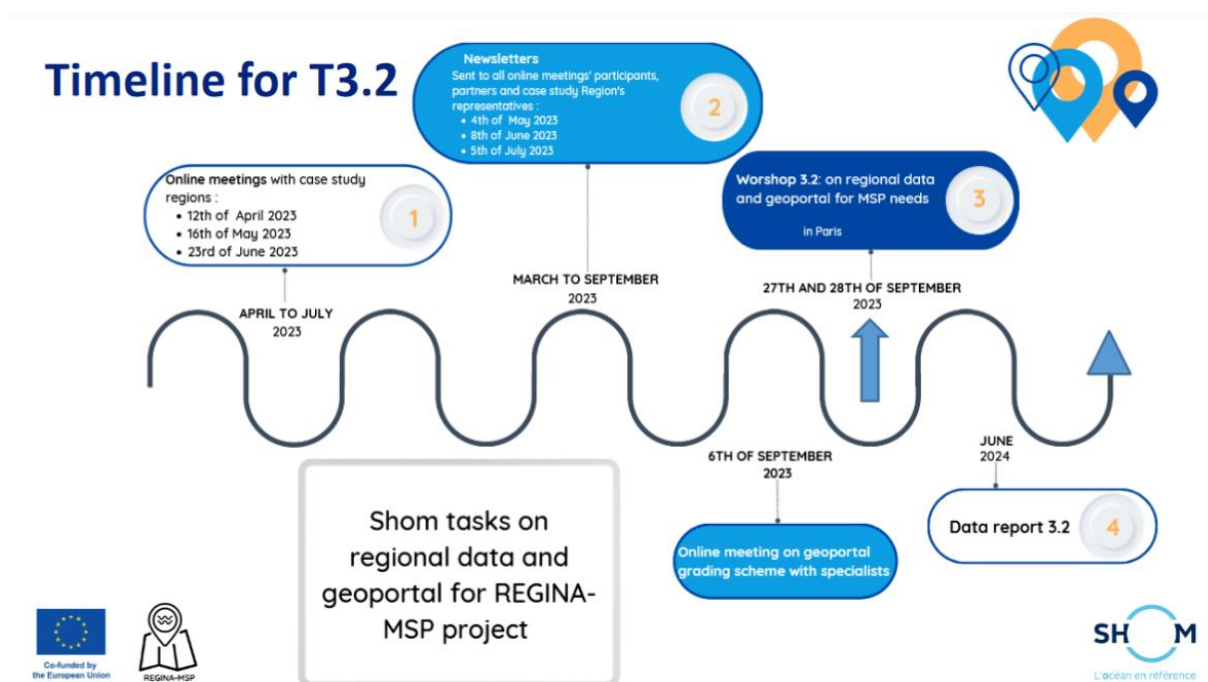 Timeline for T3.2
Newsletters
Sent to all online meetings' participants,
partners and case study Region's
representatives :
• 4th of May 2023
• 8th of June 2023
• 5th of July 2023
2
Online meetings with case study
regions :
• 12th of April 2023
• 16th of May 2023
• 23rd of June 2023
1
Worshop 3.2: on regional data
and geoportal for MSP needs
in Paris
3
APRIL TO JULY
2023
MARCH TO SEPTEMBER
2023
27TH AND 28TH OF SEPTEMBER
2023
6TH OF SEPTEMBER
2023
JUNE
2024
Shom tasks on
regional data and
geoportal for REGINA-
MSP project
Online meeting on geoportal
grading scheme with specialists
Data report 3.2
4
Co-funded by
the European Union
REGINA-MSP
SHOM
L'océan en référence